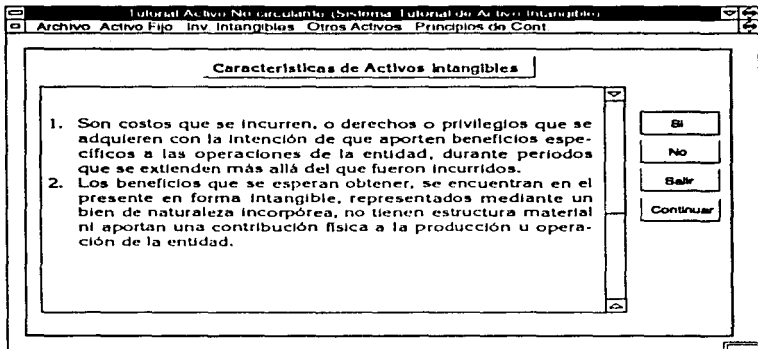 Tutorial Activo No circulante (Sistema Tutorial de Activo Intangible)
Archivo Activo Fijo Inv. Intangibles Otros Activos Principios de Cont.
Características de Activos Intangibles
1. Son costos que se incurren, o derechos o privilegios que se
adquieren con la intención de que aporten beneficios espe-
cíficos a las operaciones de la entidad, durante períodos
que se extienden más allá del que fueron incurridos.
2. Los beneficios que se esperan obtener, se encuentran en el
presente en forma intangible, representados mediante un
bien de naturaleza incorpórea, no tienen estructura material
ni aportan una contribución física a la producción u opera-
ción de la entidad.
Si
No
Salir
Continuar